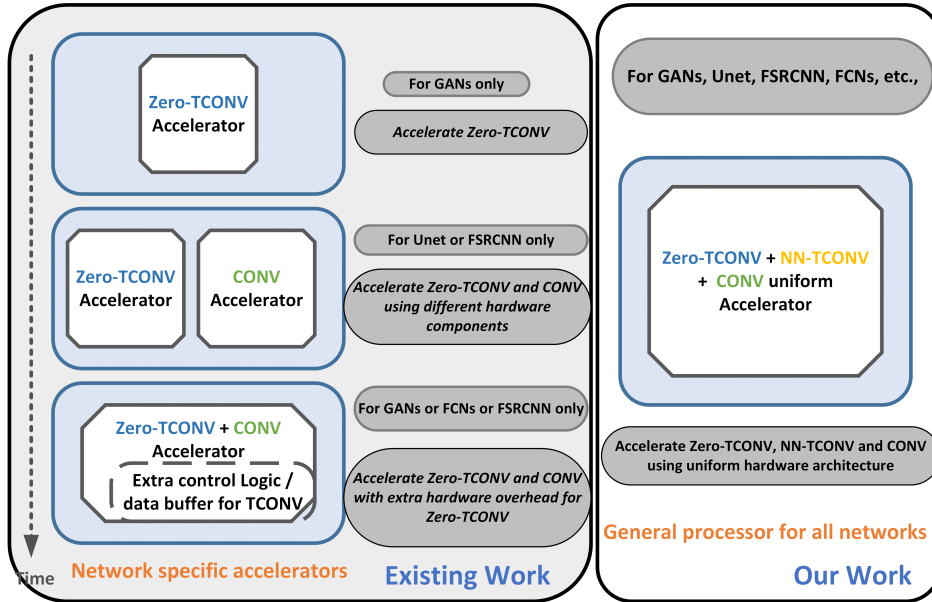 Zero-TCONV
Accelerator
For GANs only
Accelerate Zero-TCONV
Zero-TCONV
Accelerator
CONV
Accelerator
For Unet or FSRCNN only
Accelerate Zero-TCONV and CONV
using different hardware
components
Zero-TCONV + CONV
Accelerator
Extra control Logic /
data buffer for TCONV
For GANs or FCNs or FSRCNN only
Accelerate Zero-TCONV and CONV
with extra hardware overhead for
Zero-TCONV
Time
Network specific accelerators
Existing Work
For GANs, Unet, FSRCNN, FCNs, etc.,
Zero-TCONV + NN-TCONV
+ CONV uniform
Accelerator
Accelerate Zero-TCONV, NN-TCONV and CONV
using uniform hardware architecture
General processor for all networks
Our Work